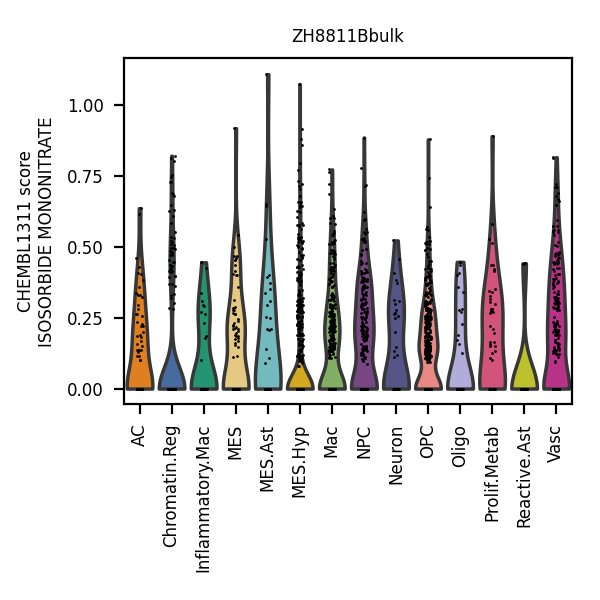 ZH8811Bbulk
CHEMBL1311 score
ISOSORBIDE MONONITRATE
1.00
0.75
0.50
0.25
0.00
AC
Chromatin.Reg
Inflammatory.Mac
MES
MES.Ast
MES.Hyp
Mac
NPC
Neuron
OPC
Oligo
Prolif.Metab
Reactive.Ast
Vasc